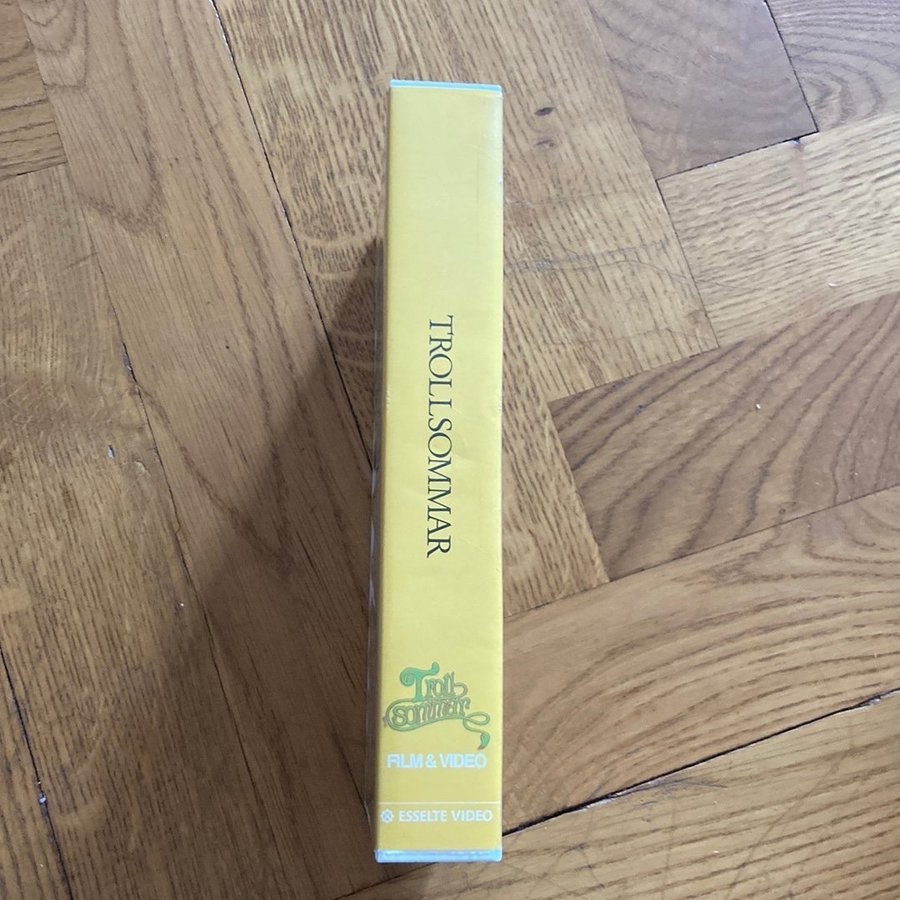 TROLLSOMMAR
Troll-
sommar
FILM & VIDEO
ESSELTE VIDEO